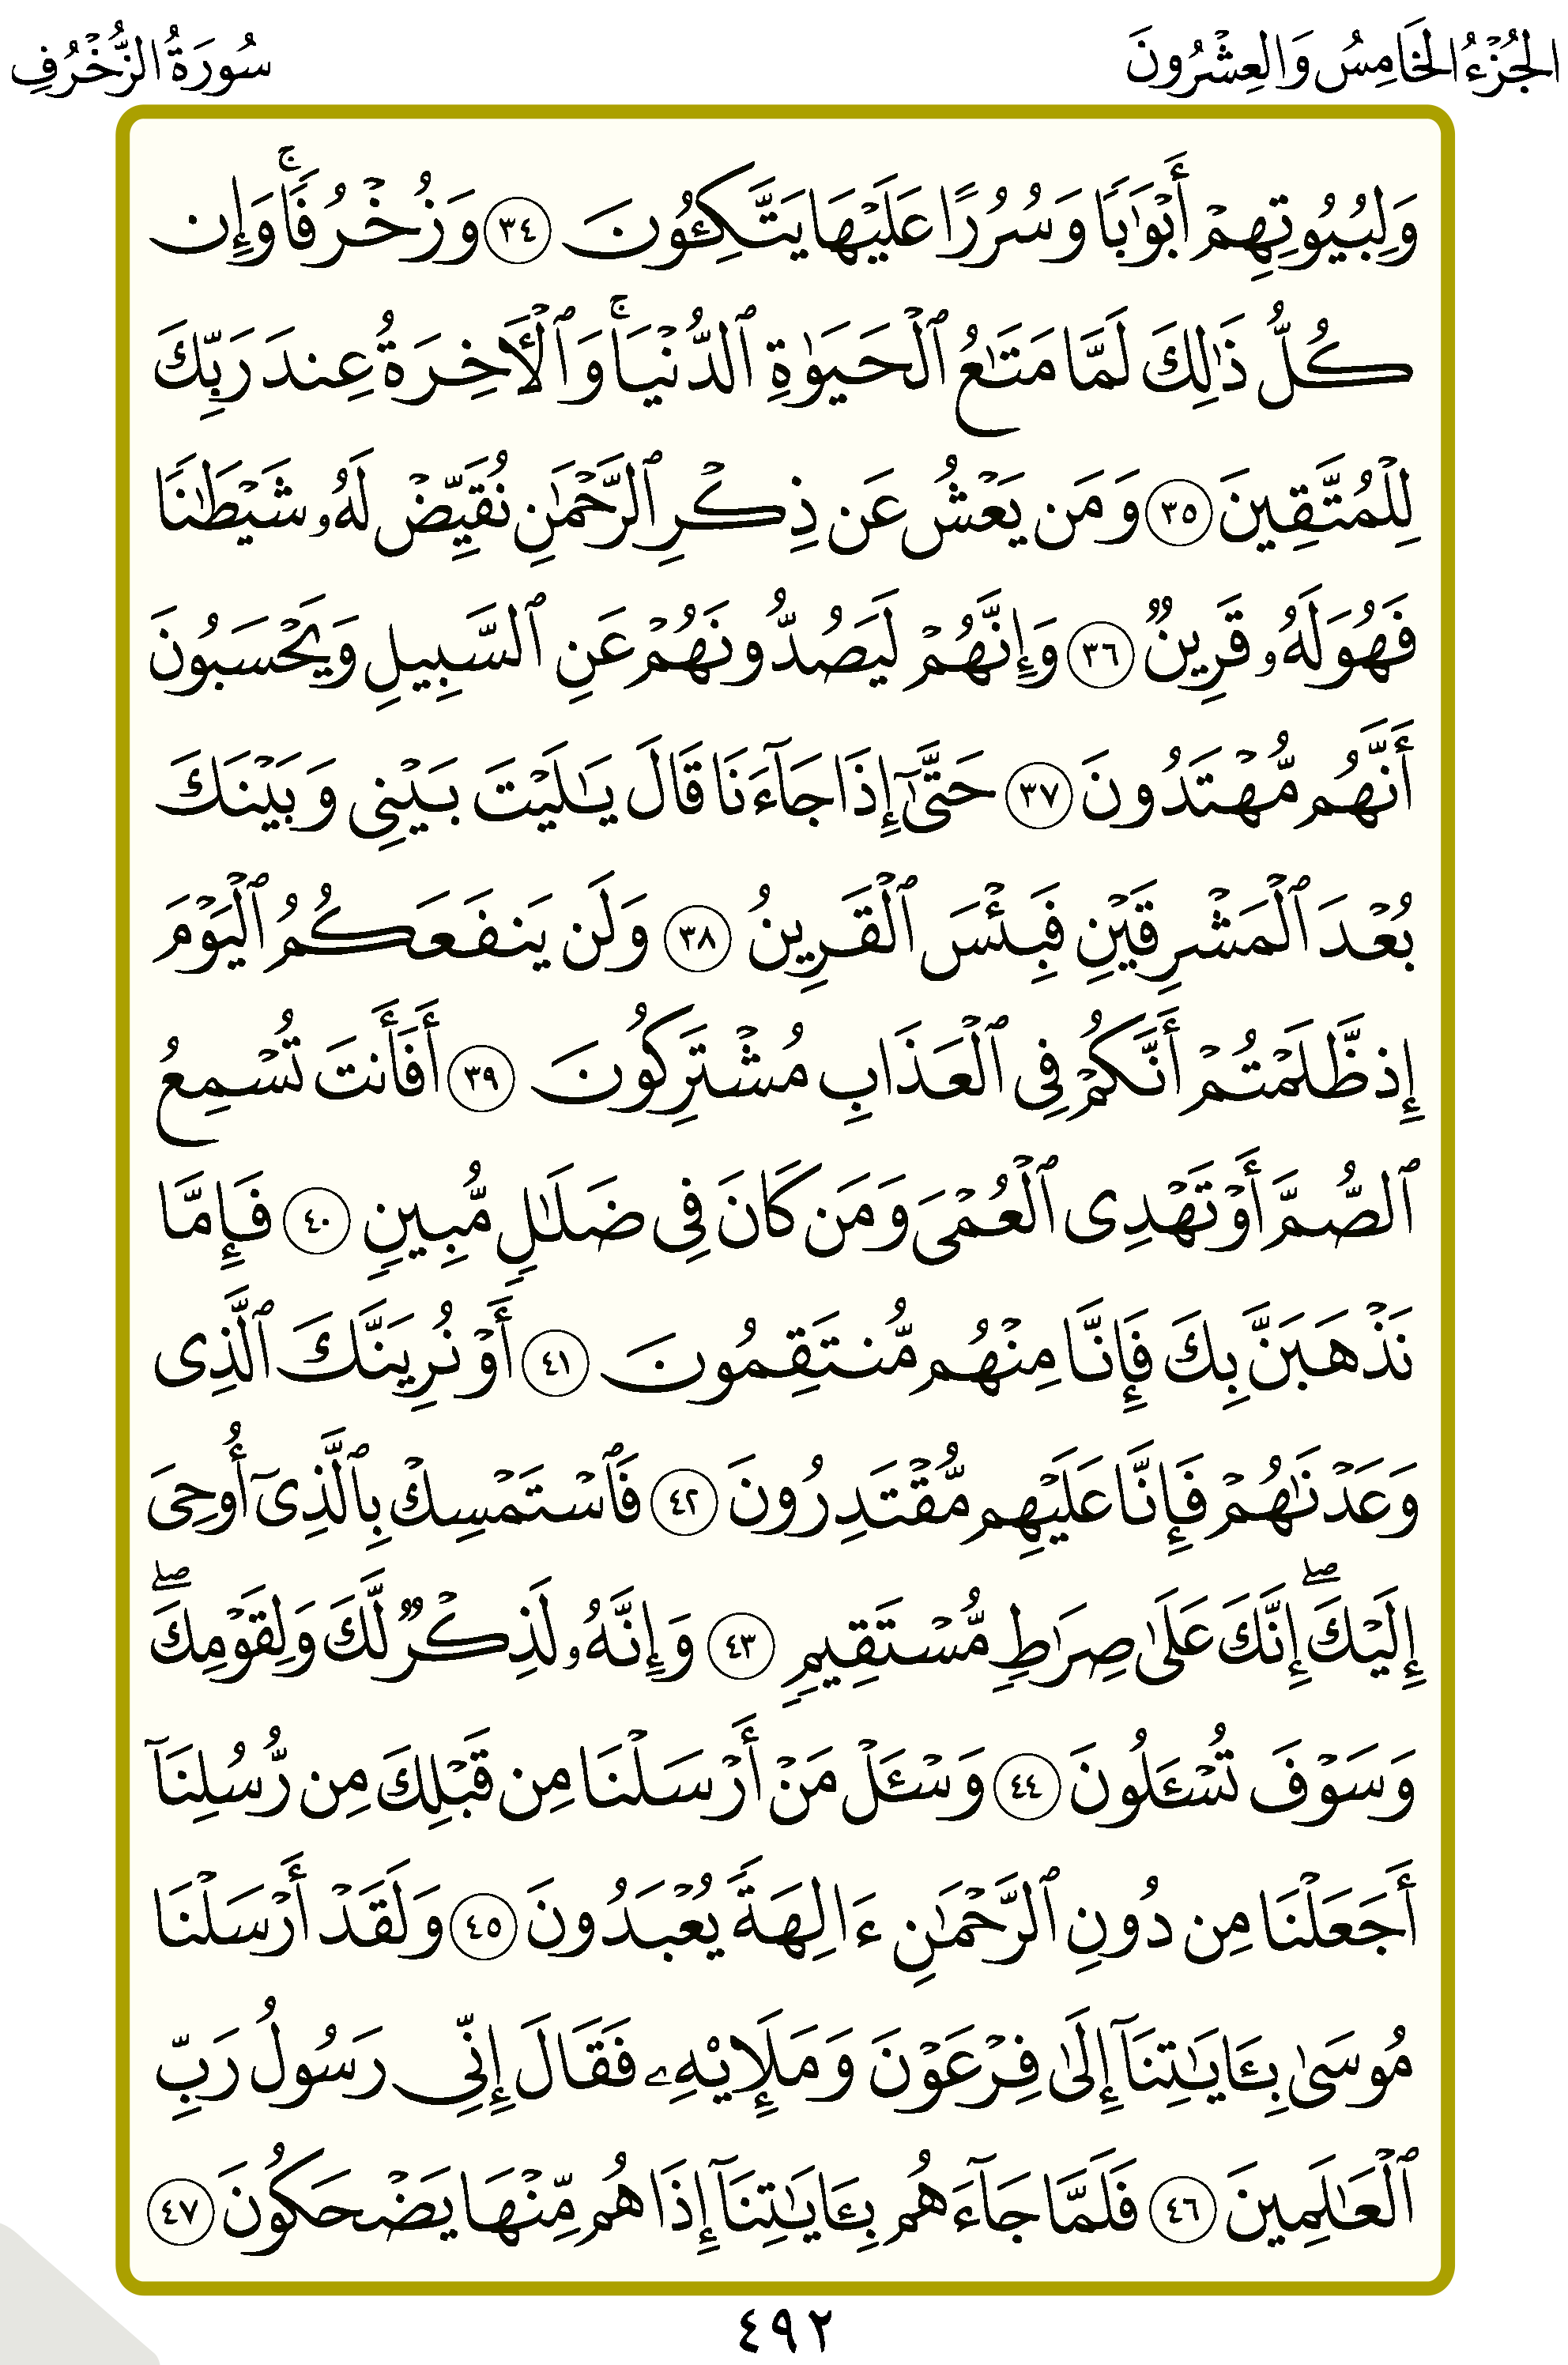 الجُزْءُ الخَامِسُ وَالعِشْرُونَ
سُورَةُ الزُّخْرُفِ
وَلِبُيُوتِهِمْ أَبْوَٰبًا وَسُرُرًا عَلَيْهَا يَتَّكِـُٔونَ ٣٤ وَزُخْرُفًا ۚ وَإِن
كُلُّ ذَٰلِكَ لَمَّا مَتَـٰعُ ٱلْحَيَوٰةِ ٱلدُّنْيَا ۚ وَٱلْـَٔاخِرَةُ عِندَ رَبِّكَ
لِلْمُتَّقِينَ ٣٥ وَمَن يَعْشُ عَن ذِكْرِ ٱلرَّحْمَـٰنِ نُقَيِّضْ لَهُۥ شَيْطَـٰنًا
فَهُوَ لَهُۥ قَرِينٌ ٣٦ وَإِنَّهُمْ لَيَصُدُّونَهُمْ عَنِ ٱلسَّبِيلِ وَيَحْسَبُونَ
أَنَّهُم مُّهْتَدُونَ ٣٧ حَتَّىٰٓ إِذَا جَآءَنَا قَالَ يَـٰلَيْتَ بَيْنِى وَبَيْنَكَ
بُعْدَ ٱلْمَشْرِقَيْنِ فَبِئْسَ ٱلْقَرِينُ ٣٨ وَلَن يَنفَعَكُمُ ٱلْيَوْمَ
إِذ ظَّلَمْتُمْ أَنَّكُمْ فِى ٱلْعَذَابِ مُشْتَرِكُونَ ٣٩ أَفَأَنتَ تُسْمِعُ
ٱلصُّمَّ أَوْ تَهْدِى ٱلْعُمْىَ وَمَن كَانَ فِى ضَلَـٰلٍ مُّبِينٍ ٤٠ فَإِمَّا
نَذْهَبَنَّ بِكَ فَإِنَّا مِنْهُم مُّنتَقِمُونَ ٤١ أَوْ نُرِيَنَّكَ ٱلَّذِى
وَعَدْنَـٰهُمْ فَإِنَّا عَلَيْهِم مُّقْتَدِرُونَ ٤٢ فَٱسْتَمْسِكْ بِٱلَّذِىٓ أُوحِىَ
إِلَيْكَ ۖ إِنَّكَ عَلَىٰ صِرَٰطٍ مُّسْتَقِيمٍ ٤٣ وَإِنَّهُۥ لَذِكْرٌ لَّكَ وَلِقَوْمِكَ ۖ
وَسَوْفَ تُسْـَٔلُونَ ٤٤ وَسْـَٔلْ مَنْ أَرْسَلْنَا مِن قَبْلِكَ مِن رُّسُلِنَآ
أَجَعَلْنَا مِن دُونِ ٱلرَّحْمَـٰنِ ءَالِهَةً يُعْبَدُونَ ٤٥ وَلَقَدْ أَرْسَلْنَا
مُوسَىٰ بِـَٔايَـٰتِنَآ إِلَىٰ فِرْعَوْنَ وَمَلَإِي۟هِۦ فَقَالَ إِنِّى رَسُولُ رَبِّ
ٱلْعَـٰلَمِينَ ٤٦ فَلَمَّا جَآءَهُم بِـَٔايَـٰتِنَآ إِذَا هُم مِّنْهَا يَضْحَكُونَ ٤٧
٤٩٢